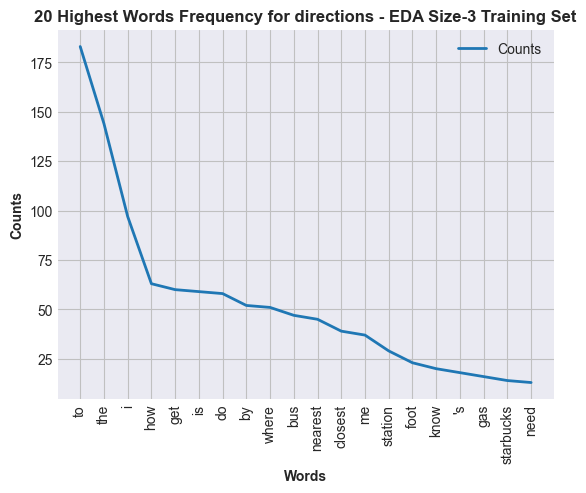 20 Highest Words Frequency for directions - EDA Size-3 Training Set
Counts
175
150
125
100
75
50
25
Counts
to
the
i
how
get
is
do
by
where
bus
nearest
closest
me
station
foot
know
's
gas
starbucks
need
Words